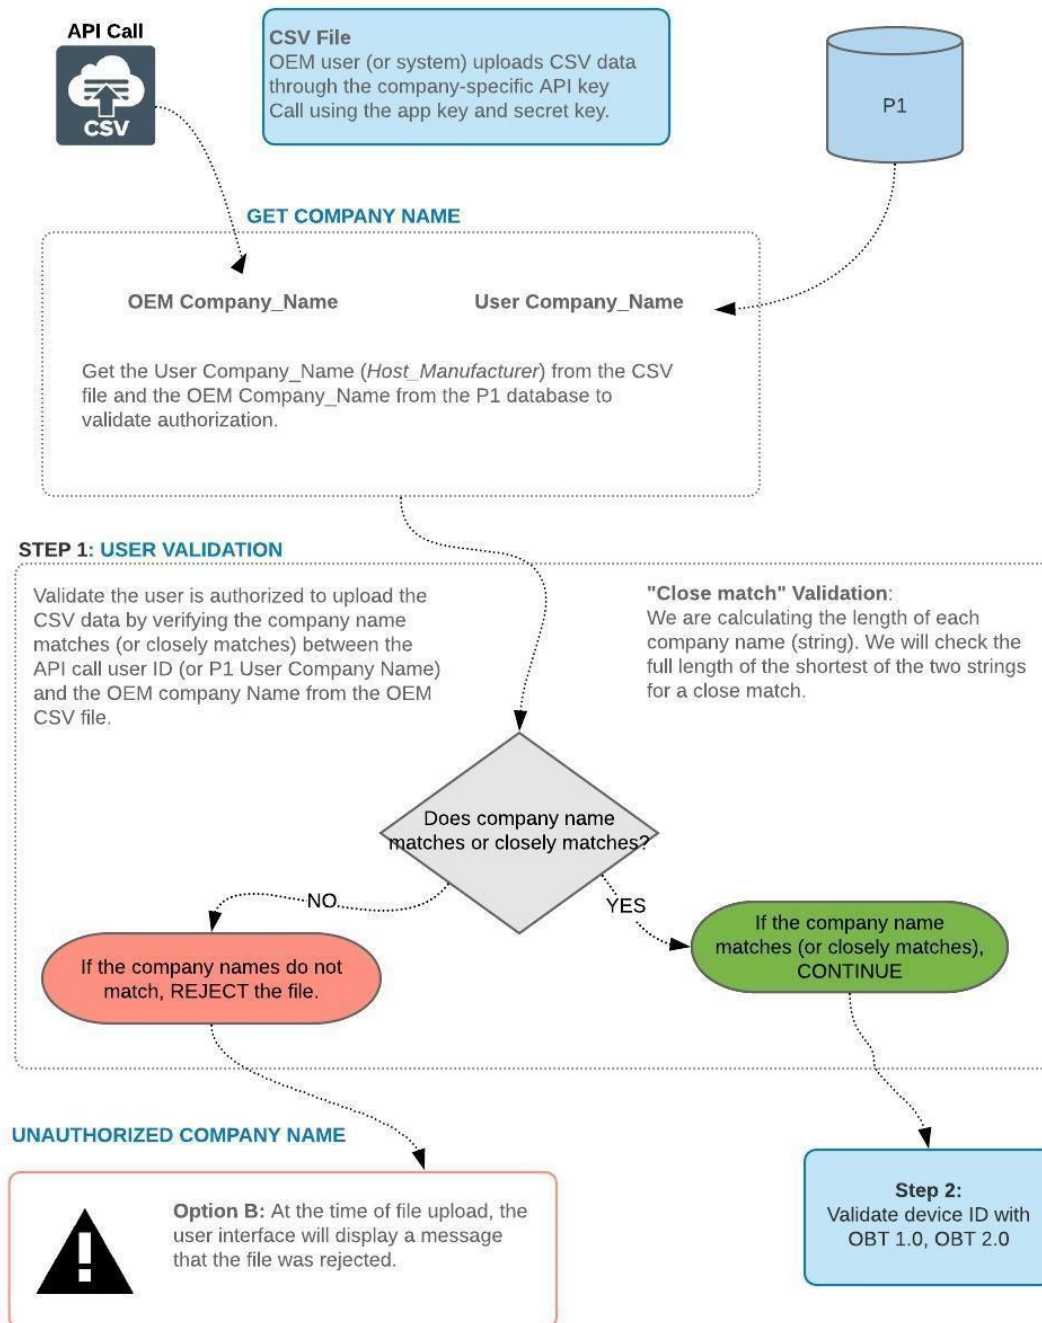 API Call
CSV
CSV File
OEM user (or system) uploads CSV data
through the company-specific API key
Call using the app key and secret key.
P1
GET COMPANY NAME
OEM Company_Name
User Company_Name
Get the User Company_Name (Host_Manufacturer) from the CSV
file and the OEM Company_Name from the P1 database to
validate authorization.
STEP 1: USER VALIDATION
Validate the user is authorized to upload the
CSV data by verifying the company name
matches (or closely matches) between the
API call user ID (or P1 User Company Name)
and the OEM company Name from the OEM
CSV file.
"Close match" Validation:
We are calculating the length of each
company name (string). We will check the
full length of the shortest of the two strings
for a close match.
Does company name
matches or closely matches?
NO
YES
If the company names do not
match, REJECT the file.
If the company name
matches (or closely matches),
CONTINUE
UNAUTHORIZED COMPANY NAME
Option B: At the time of file upload, the
user interface will display a message
that the file was rejected.
Step 2:
Validate device ID with
OBT 1.0, OBT 2.0